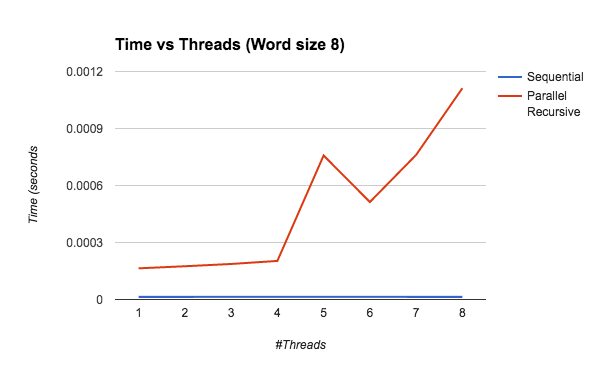 Time vs Threads (Word size 8)
0.0012
0.0009
0.0006
0.0003
0
Time (seconds
1 2 3 4 5 6 7 8
#Threads
Sequential
Parallel
Recursive